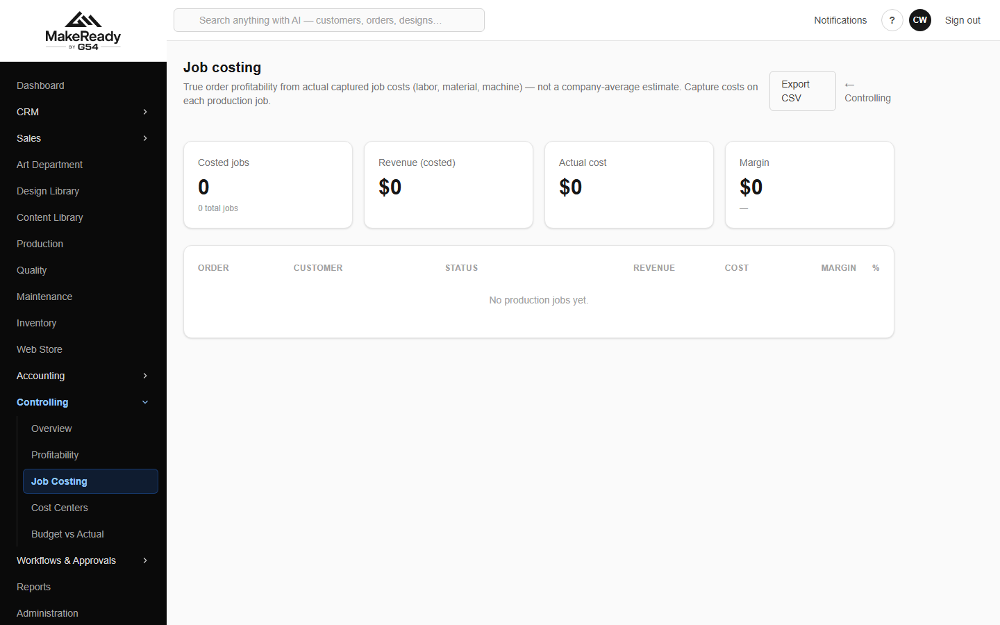 MakeReady
BY G54
Search anything with AI — customers, orders, designs...
Notifications
?
CW
Sign out
Dashboard
CRM
Sales
Art Department
Design Library
Content Library
Production
Quality
Maintenance
Inventory
Web Store
Accounting
Controlling
Overview
Profitability
Job Costing
Cost Centers
Budget vs Actual
Workflows & Approvals
Reports
Administration
Job costing
True order profitability from actual captured job costs (labor, material, machine) — not a company-average estimate. Capture costs on
each production job.
Export
CSV
←
Controlling
Costed jobs
0
0 total jobs
Revenue (costed)
$0
Actual cost
$0
Margin
$0
—
ORDER CUSTOMER STATUS REVENUE COST MARGIN %
No production jobs yet.